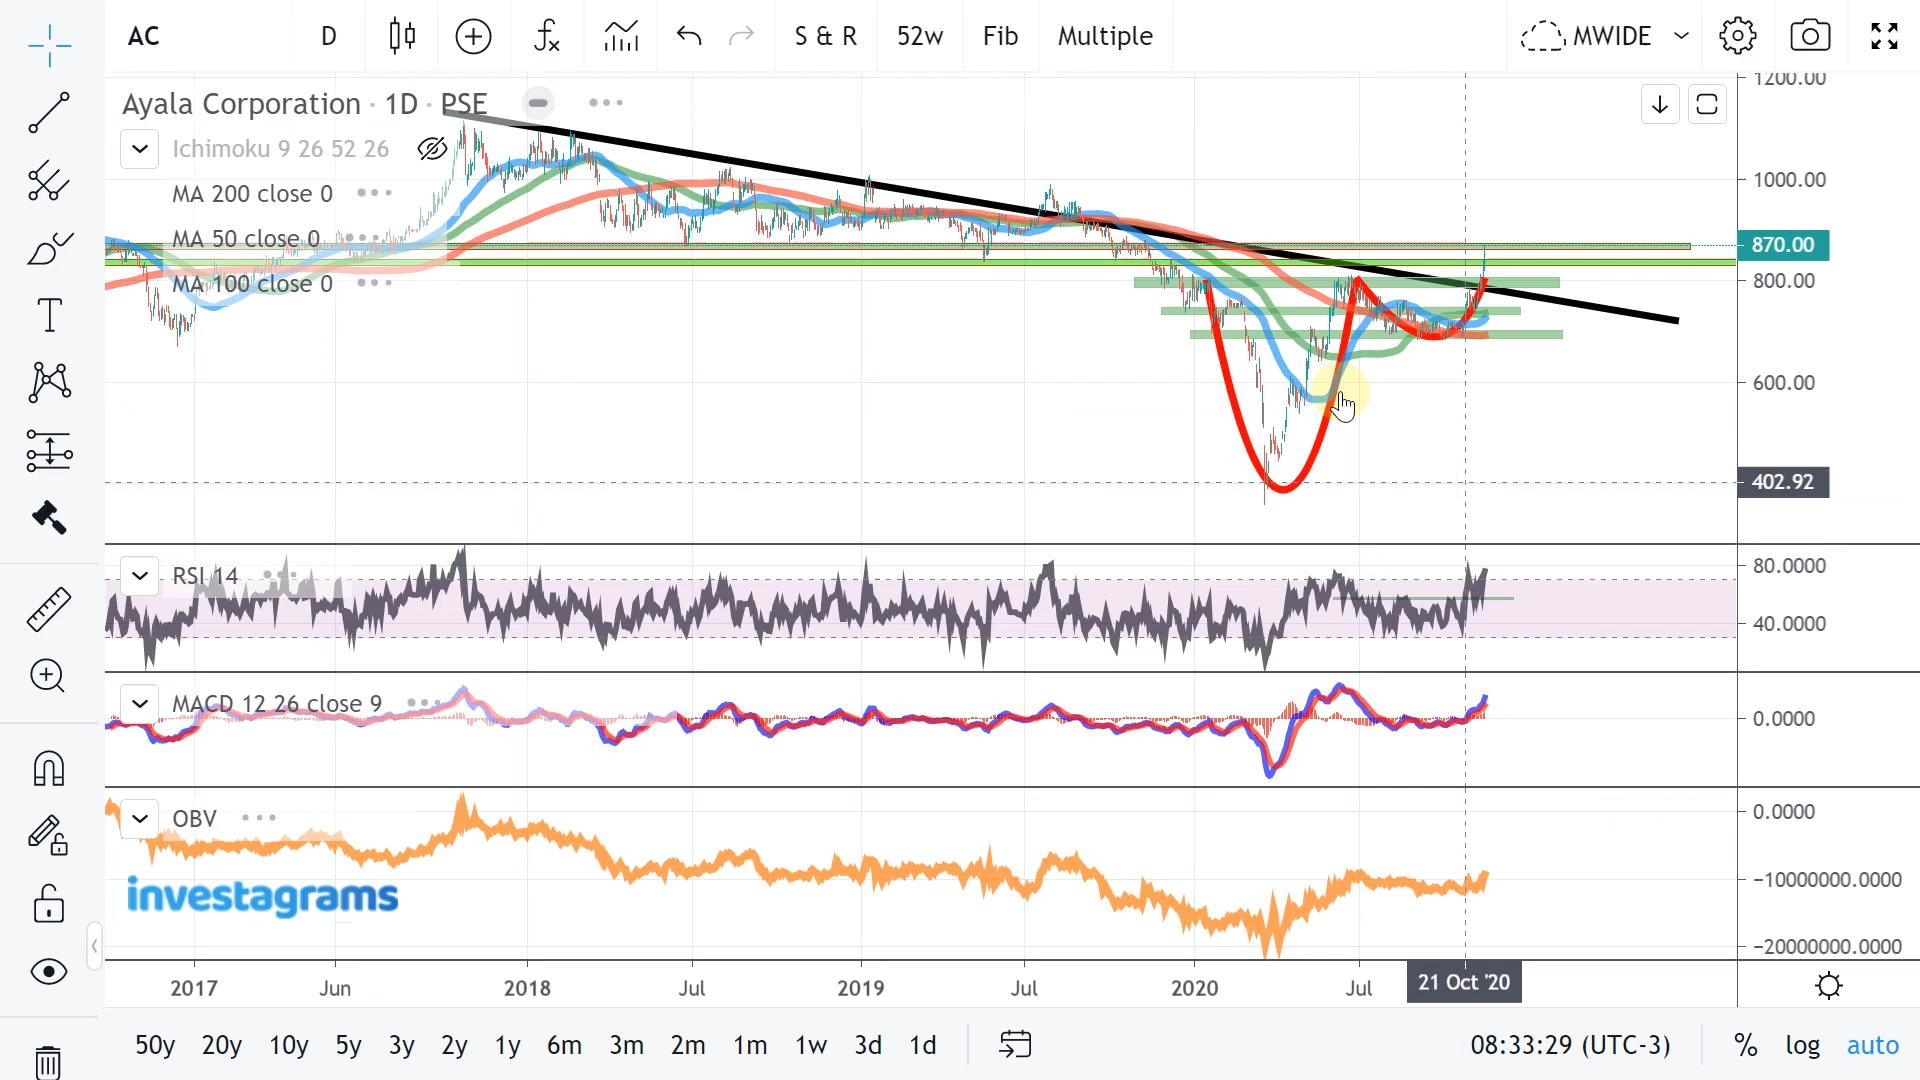 AC D fx S & R 52w Fib Multiple MWIDE
Ayala Corporation · 1D · PSE
Ichimoku 9 26 52 26
MA 200 close 0
MA 50 close 0
MA 100 close 0
1200.00
1000.00
870.00
800.00
600.00
402.92
RSI 14
80.0000
40.0000
MACD 12 26 close 9
0.0000
OBV
0.0000
-10000000.0000
-20000000.0000
investagrams
2017 Jun 2018 Jul 2019 Jul 2020 Jul 21 Oct '20
50y 20y 10y 5y 3y 2y 1y 6m 3m 2m 1m 1w 3d 1d 08:33:29 (UTC-3) % log auto